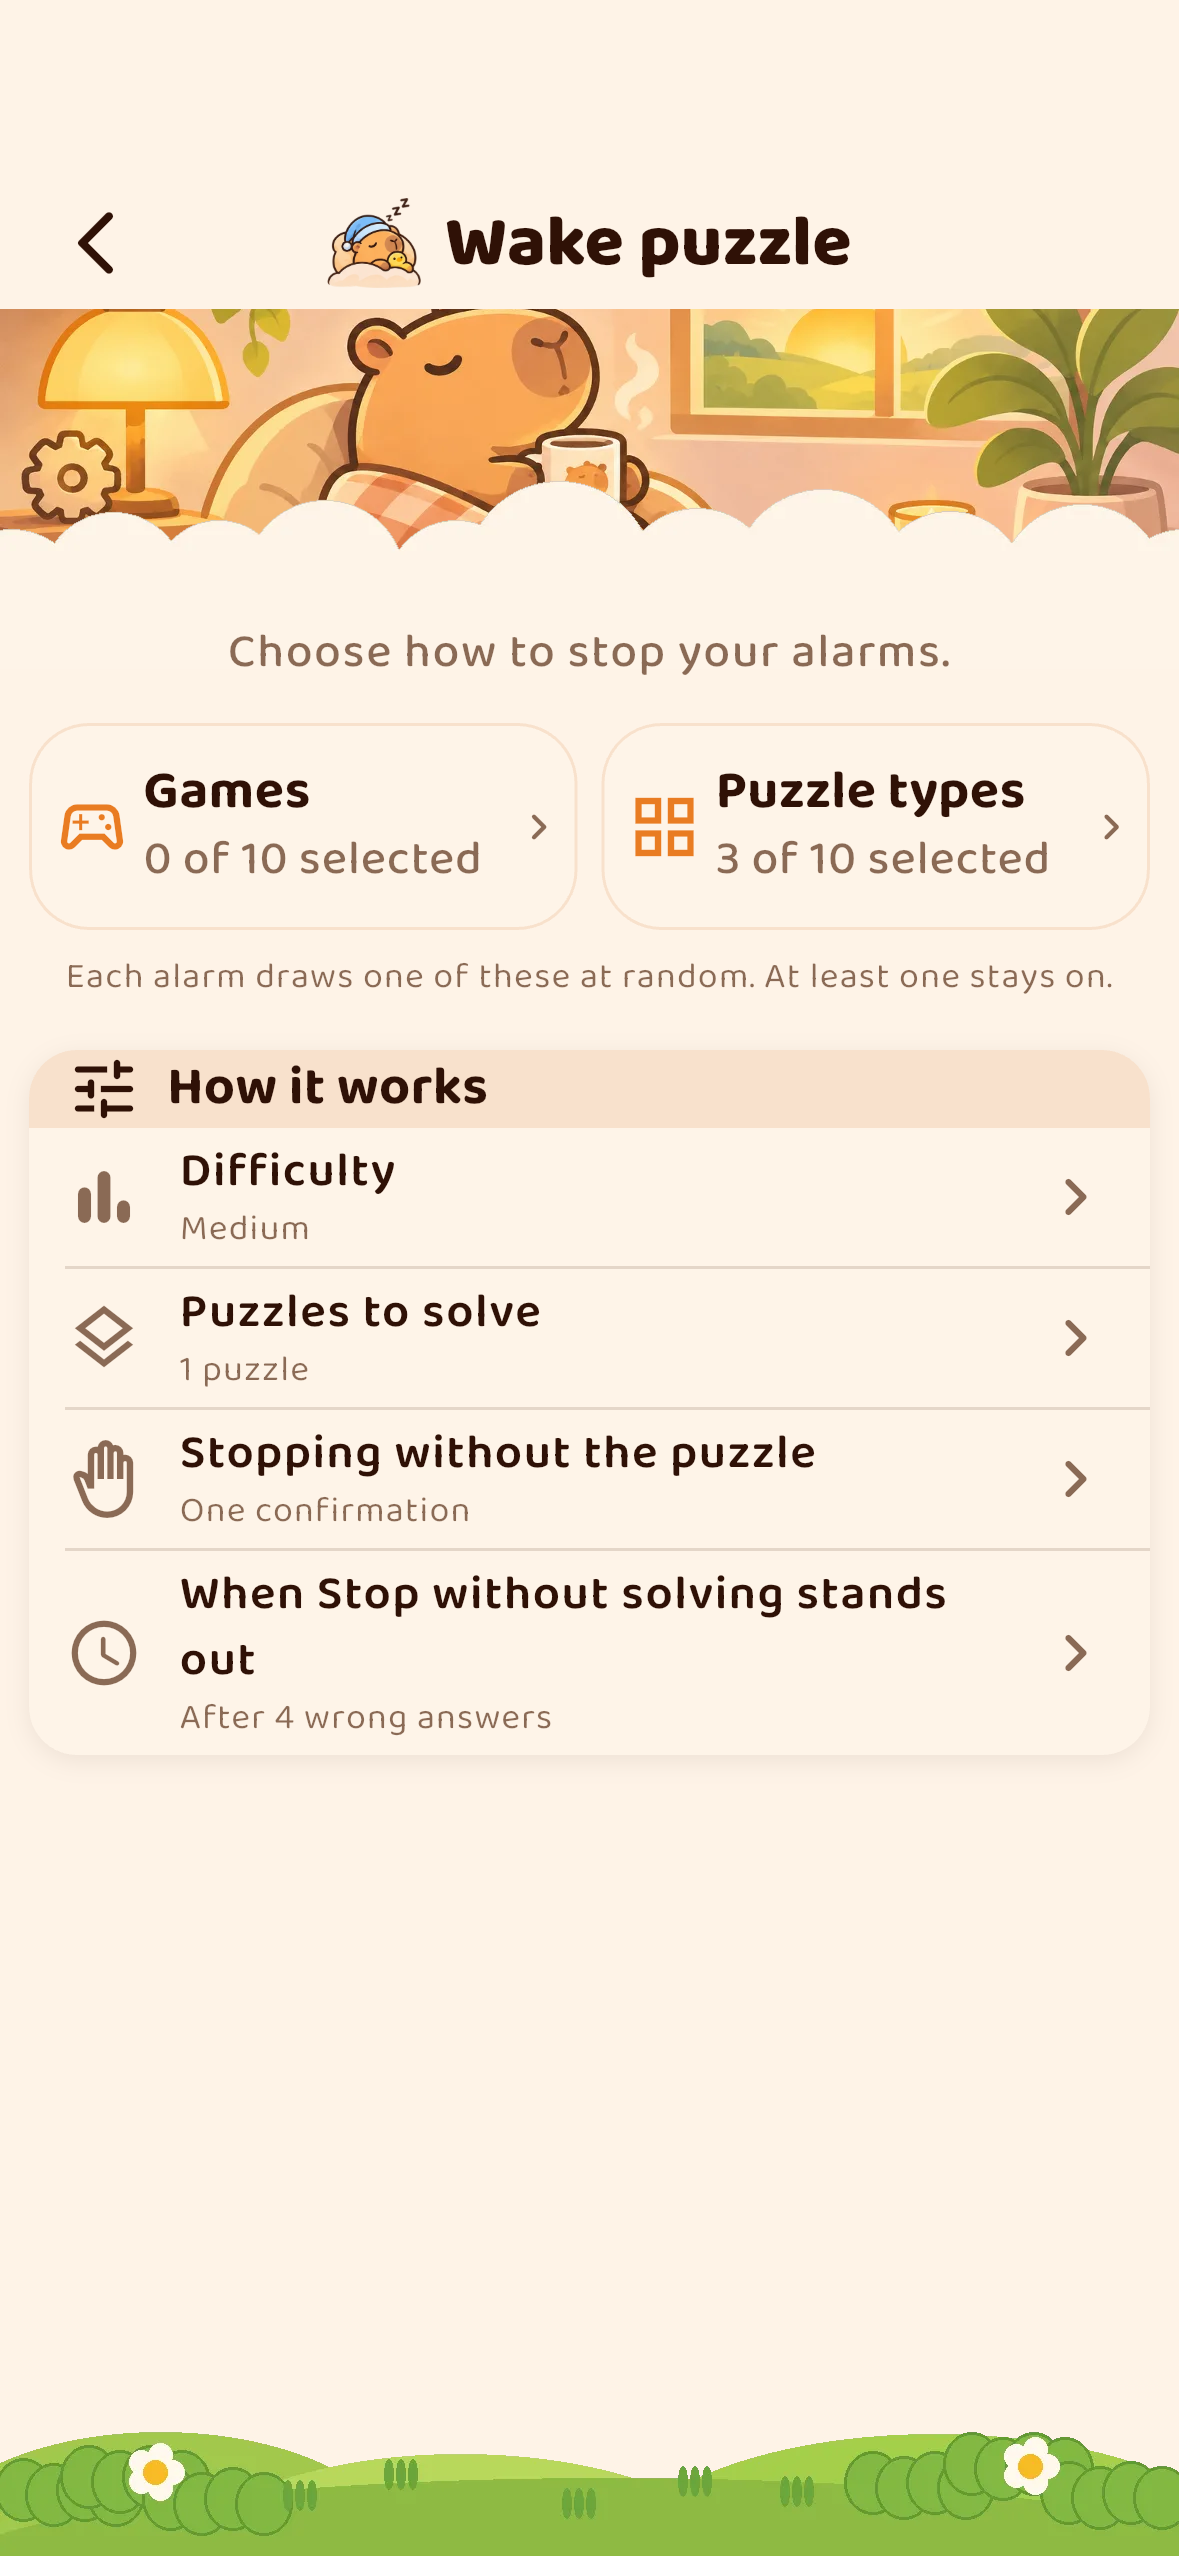 zzz
Wake puzzle
Choose how to stop your alarms.
Games
0 of 10 selected
Puzzle types
3 of 10 selected
Each alarm draws one of these at random. At least one stays on.
How it works
Difficulty
Medium
Puzzles to solve
1 puzzle
Stopping without the puzzle
One confirmation
When Stop without solving stands
out
After 4 wrong answers